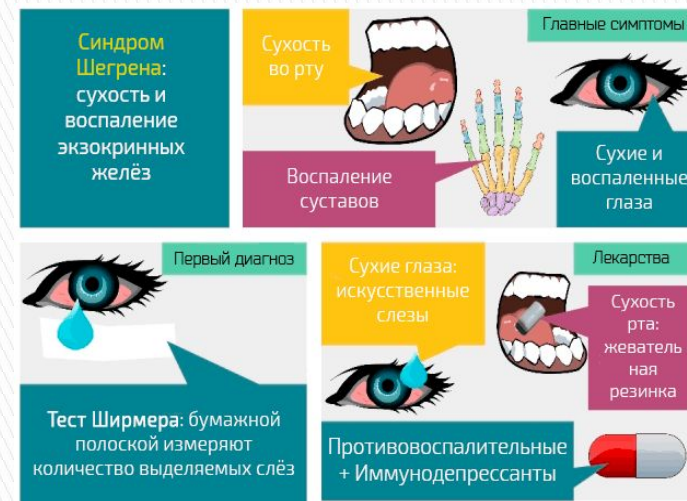 Синдром
Шегрена:
сухость и
воспаление
экзокринных
желёз
Сухость
во рту
Воспаление
суставов
Главные симптомы
Сухие и
воспаленные
глаза
Первый диагноз
Тест Ширмера: бумажной
полоской измеряют
количество выделяемых слёз
Сухие глаза:
искусственные
слезы
Лекарства
Сухость
рта:
жеватель
ная
резинка
Противовоспалительные
+ Иммунодепрессанты